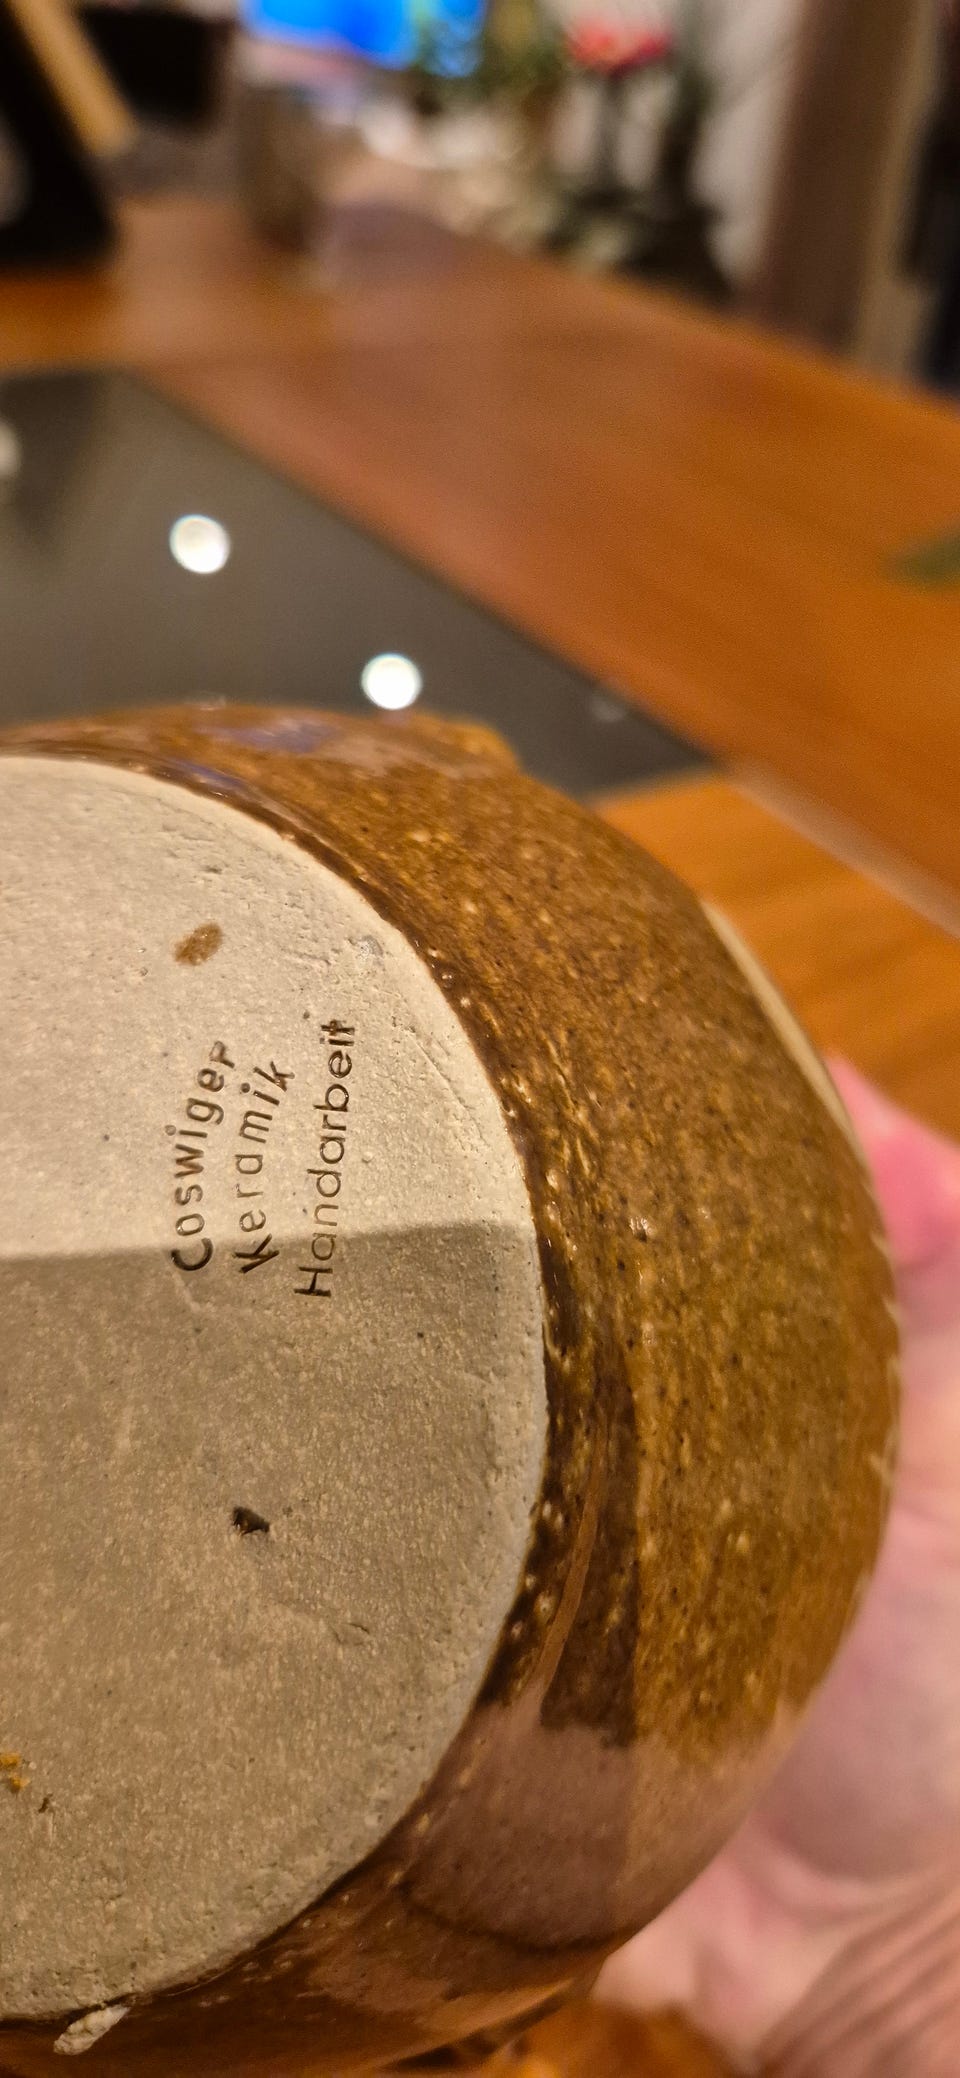 Coswiger
Keramik
Handarbeit